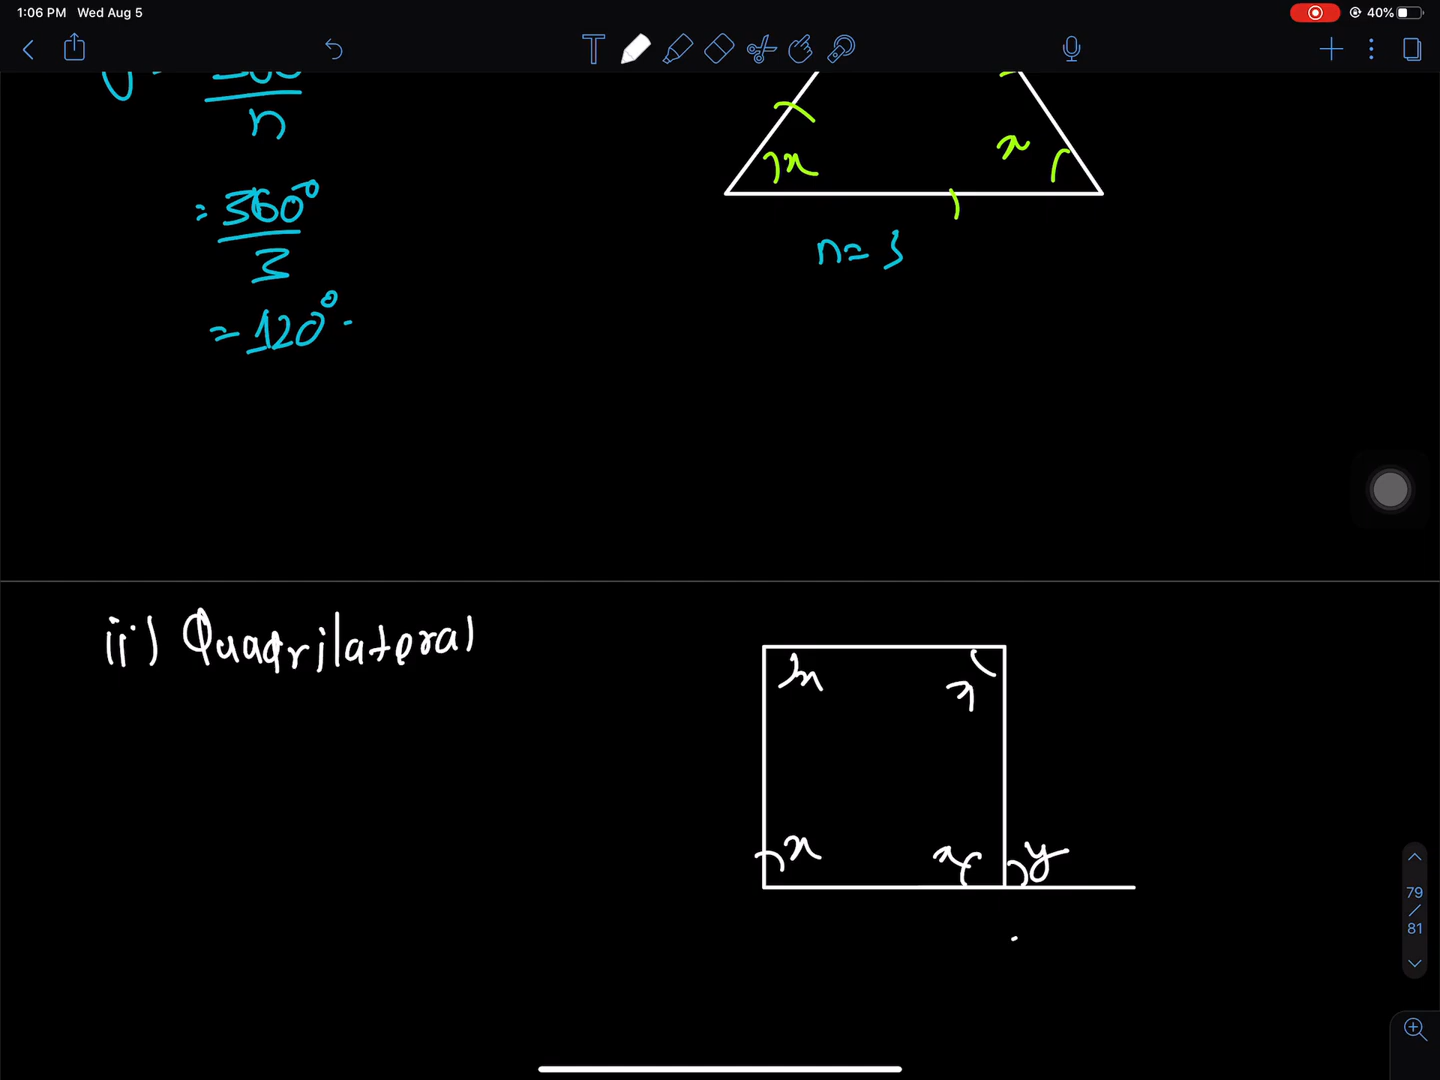 1:06 PM Wed Aug 5
40%
T
n
= 360°
3
= 120°.
x
x
n = 3
ii) Quadrilateral
x
x
x
x
y
79
/
81